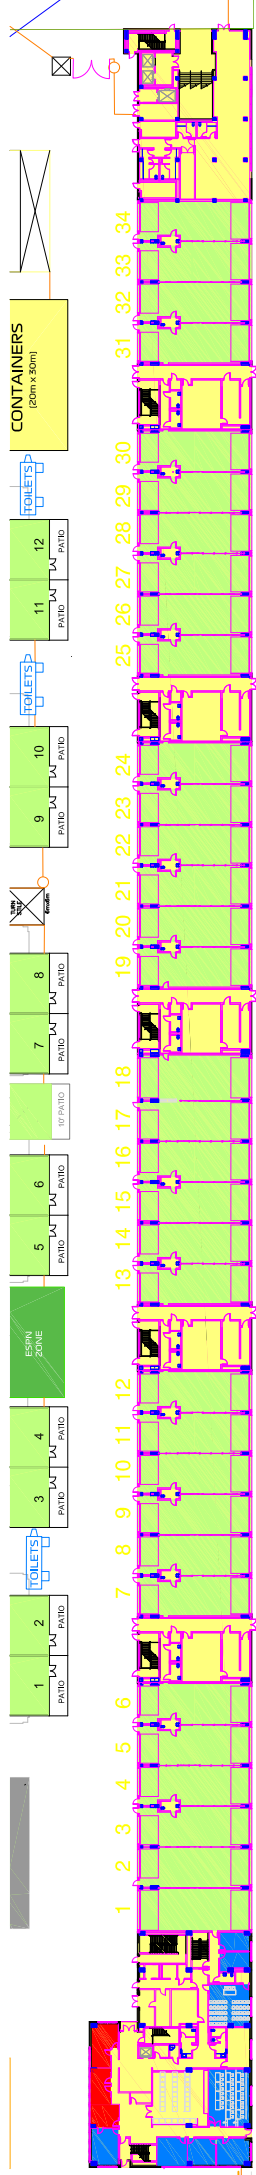 34
33
32
31
CONTAINERS
(20m x 30m)
30
TOILETS
29
12
PATIO
28
27
11
PATIO
26
25
TOILETS
10
PATIO
24
9
PATIO
23
22
TURN
STILE
21
20
8
PATIO
19
7
PATIO
18
10' PATIO
17
6
PATIO
16
15
5
PATIO
14
13
ESPN
ZONE
12
4
PATIO
11
10
3
PATIO
9
TOILETS
8
7
2
PATIO
1
PATIO
6
5
4
3
2
1